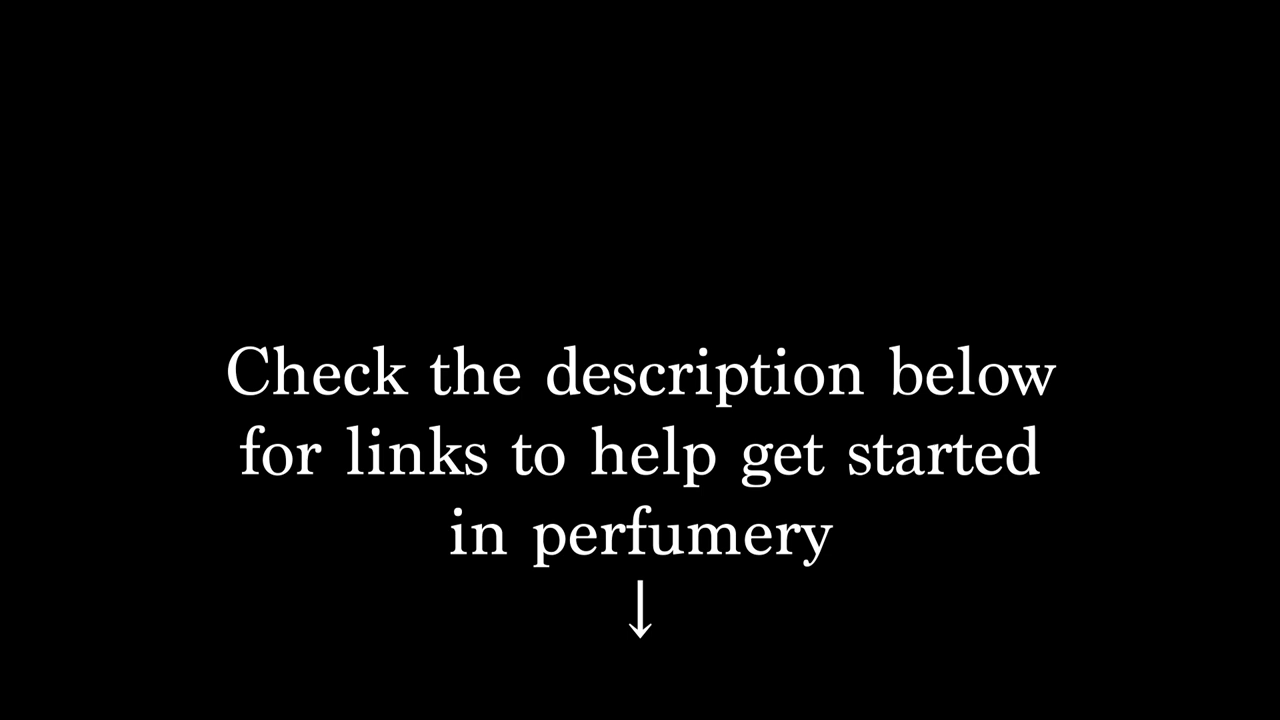 Check the description below
for links to help get started
in perfumery
↓